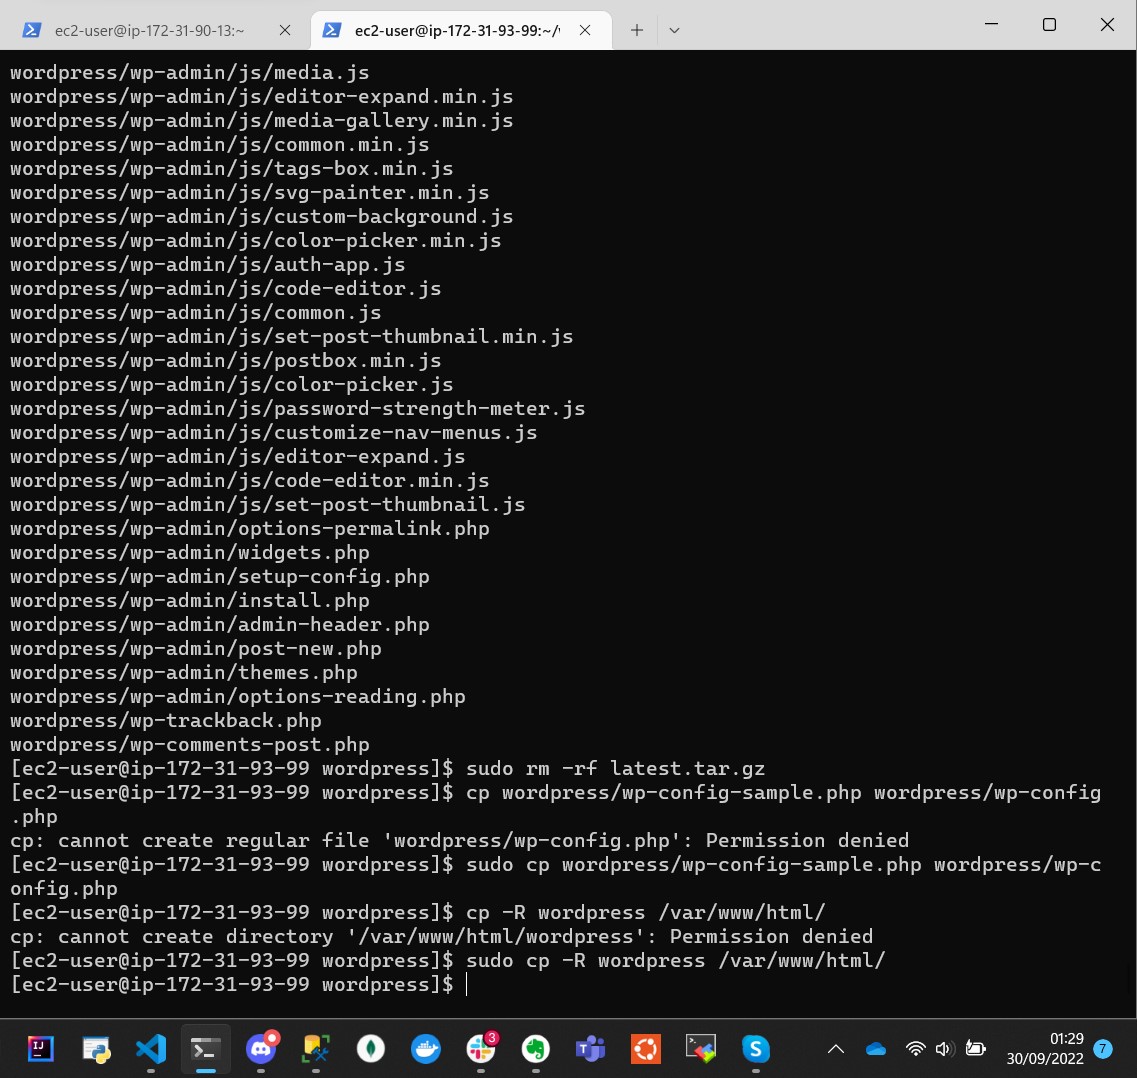 ec2-user@ip-172-31-90-13:~
ec2-user@ip-172-31-93-99:~/
wordpress/wp-admin/js/media.js
wordpress/wp-admin/js/editor-expand.min.js
wordpress/wp-admin/js/media-gallery.min.js
wordpress/wp-admin/js/common.min.js
wordpress/wp-admin/js/tags-box.min.js
wordpress/wp-admin/js/svg-painter.min.js
wordpress/wp-admin/js/custom-background.js
wordpress/wp-admin/js/color-picker.min.js
wordpress/wp-admin/js/auth-app.js
wordpress/wp-admin/js/code-editor.js
wordpress/wp-admin/js/common.js
wordpress/wp-admin/js/set-post-thumbnail.min.js
wordpress/wp-admin/js/postbox.min.js
wordpress/wp-admin/js/color-picker.js
wordpress/wp-admin/js/password-strength-meter.js
wordpress/wp-admin/js/customize-nav-menus.js
wordpress/wp-admin/js/editor-expand.js
wordpress/wp-admin/js/code-editor.min.js
wordpress/wp-admin/js/set-post-thumbnail.js
wordpress/wp-admin/options-permalink.php
wordpress/wp-admin/widgets.php
wordpress/wp-admin/setup-config.php
wordpress/wp-admin/install.php
wordpress/wp-admin/admin-header.php
wordpress/wp-admin/post-new.php
wordpress/wp-admin/themes.php
wordpress/wp-admin/options-reading.php
wordpress/wp-trackback.php
wordpress/wp-comments-post.php
[ec2-user@ip-172-31-93-99 wordpress]$ sudo rm -rf latest.tar.gz
[ec2-user@ip-172-31-93-99 wordpress]$ cp wordpress/wp-config-sample.php wordpress/wp-config
.php
cp: cannot create regular file 'wordpress/wp-config.php': Permission denied
[ec2-user@ip-172-31-93-99 wordpress]$ sudo cp wordpress/wp-config-sample.php wordpress/wp-c
onfig.php
[ec2-user@ip-172-31-93-99 wordpress]$ cp -R wordpress /var/www/html/
cp: cannot create directory '/var/www/html/wordpress': Permission denied
[ec2-user@ip-172-31-93-99 wordpress]$ sudo cp -R wordpress /var/www/html/
[ec2-user@ip-172-31-93-99 wordpress]$
IJ
3
S
01:29
30/09/2022
7